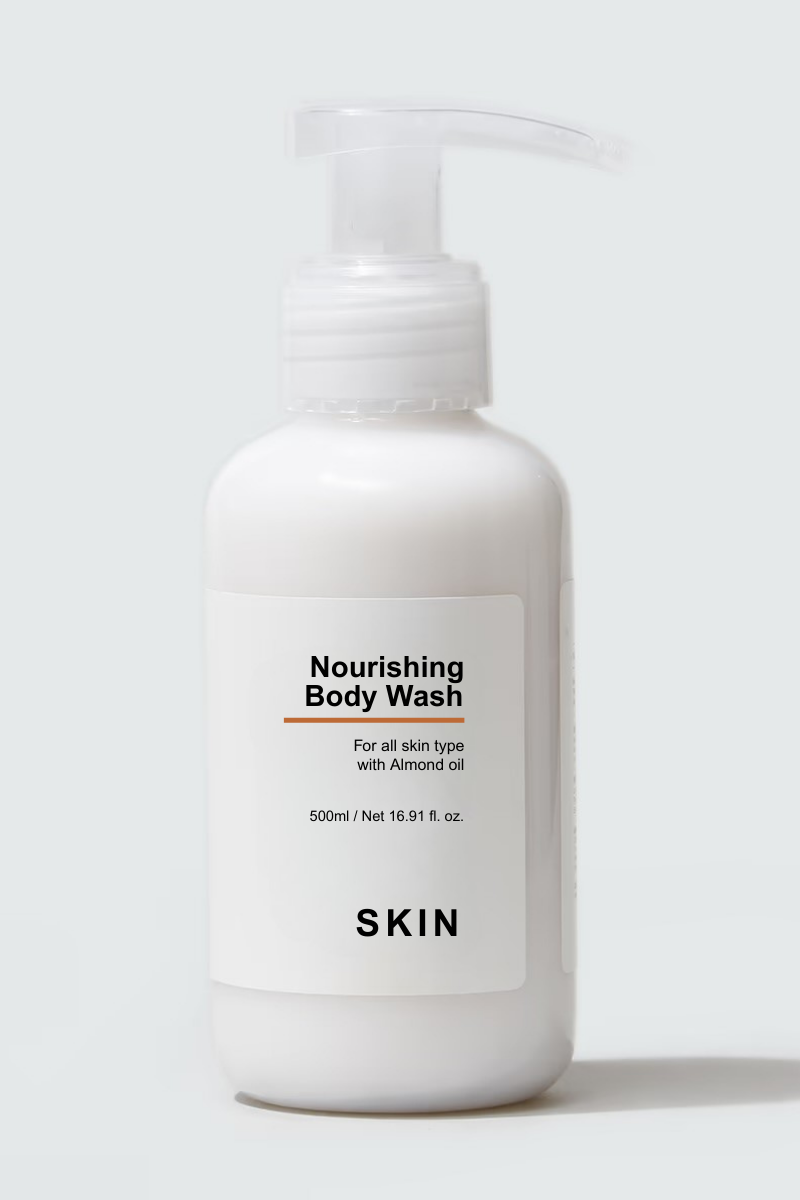 Nourishing
Body Wash
For all skin type
with Almond oil
500ml / Net 16.91 fl. oz.
SKIN